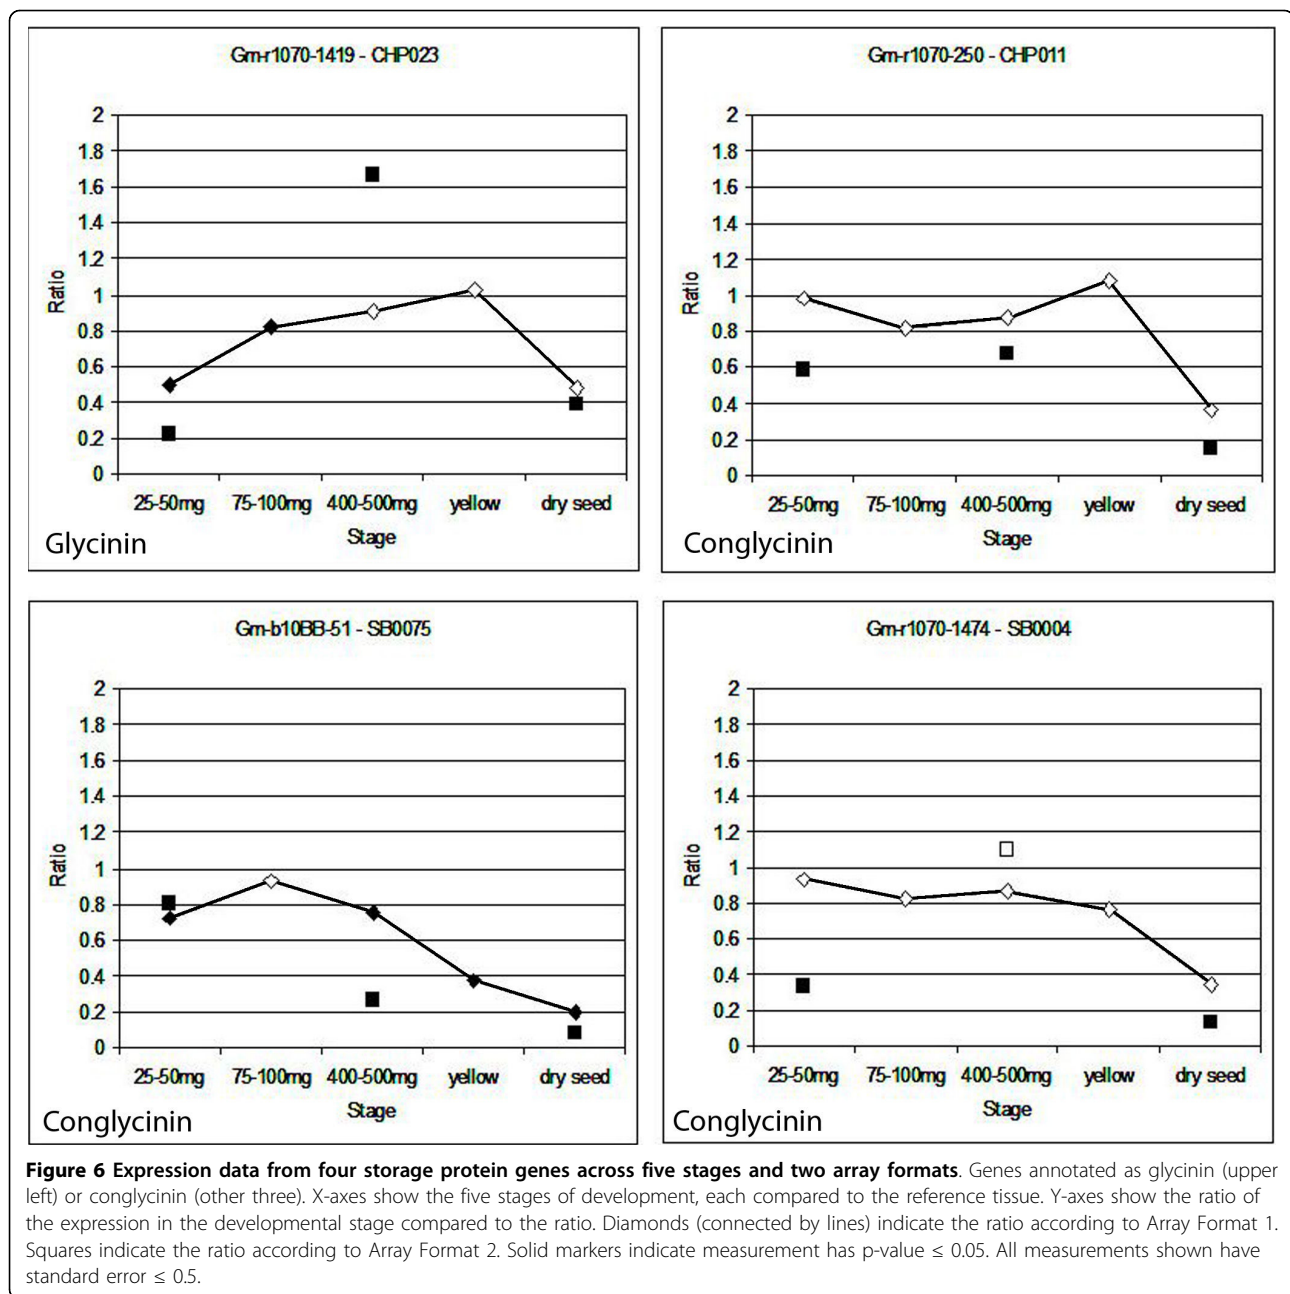 Gm-r1070-1419 - CHP023
2
1.8
1.6
1.4
1.2
1
0.8
0.6
0.4
0.2
0
Ratio
25-50mg 75-100mg 400-500mg yellow dry seed
Stage
Glycinin
Gm-r1070-250 - CHP011
2
1.8
1.6
1.4
1.2
1
0.8
0.6
0.4
0.2
0
Ratio
25-50mg 75-100mg 400-500mg yellow dry seed
Stage
Conglycinin
Gm-b10BB-51 - SB0075
2
1.8
1.6
1.4
1.2
1
0.8
0.6
0.4
0.2
0
Ratio
25-50mg 75-100mg 400-500mg yellow dry seed
Stage
Conglycinin
Gm-r1070-1474 - SB0004
2
1.8
1.6
1.4
1.2
1
0.8
0.6
0.4
0.2
0
Ratio
25-50mg 75-100mg 400-500mg yellow dry seed
Stage
Conglycinin
Figure 6 Expression data from four storage protein genes across five stages and two array formats. Genes annotated as glycinin (upper
left) or conglycinin (other three). X-axes show the five stages of development, each compared to the reference tissue. Y-axes show the ratio of
the expression in the developmental stage compared to the ratio. Diamonds (connected by lines) indicate the ratio according to Array Format 1.
Squares indicate the ratio according to Array Format 2. Solid markers indicate measurement has p-value ≤ 0.05. All measurements shown have
standard error ≤ 0.5.